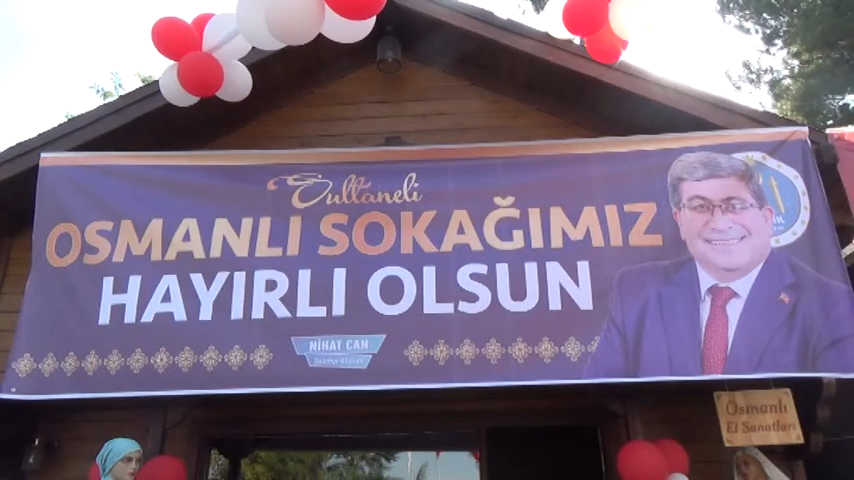 Sultaneli
OSMANLI SOKAĞIMIZ
HAYIRLI OLSUN
NİHAT CAN
Osmanlı
El Sanatları